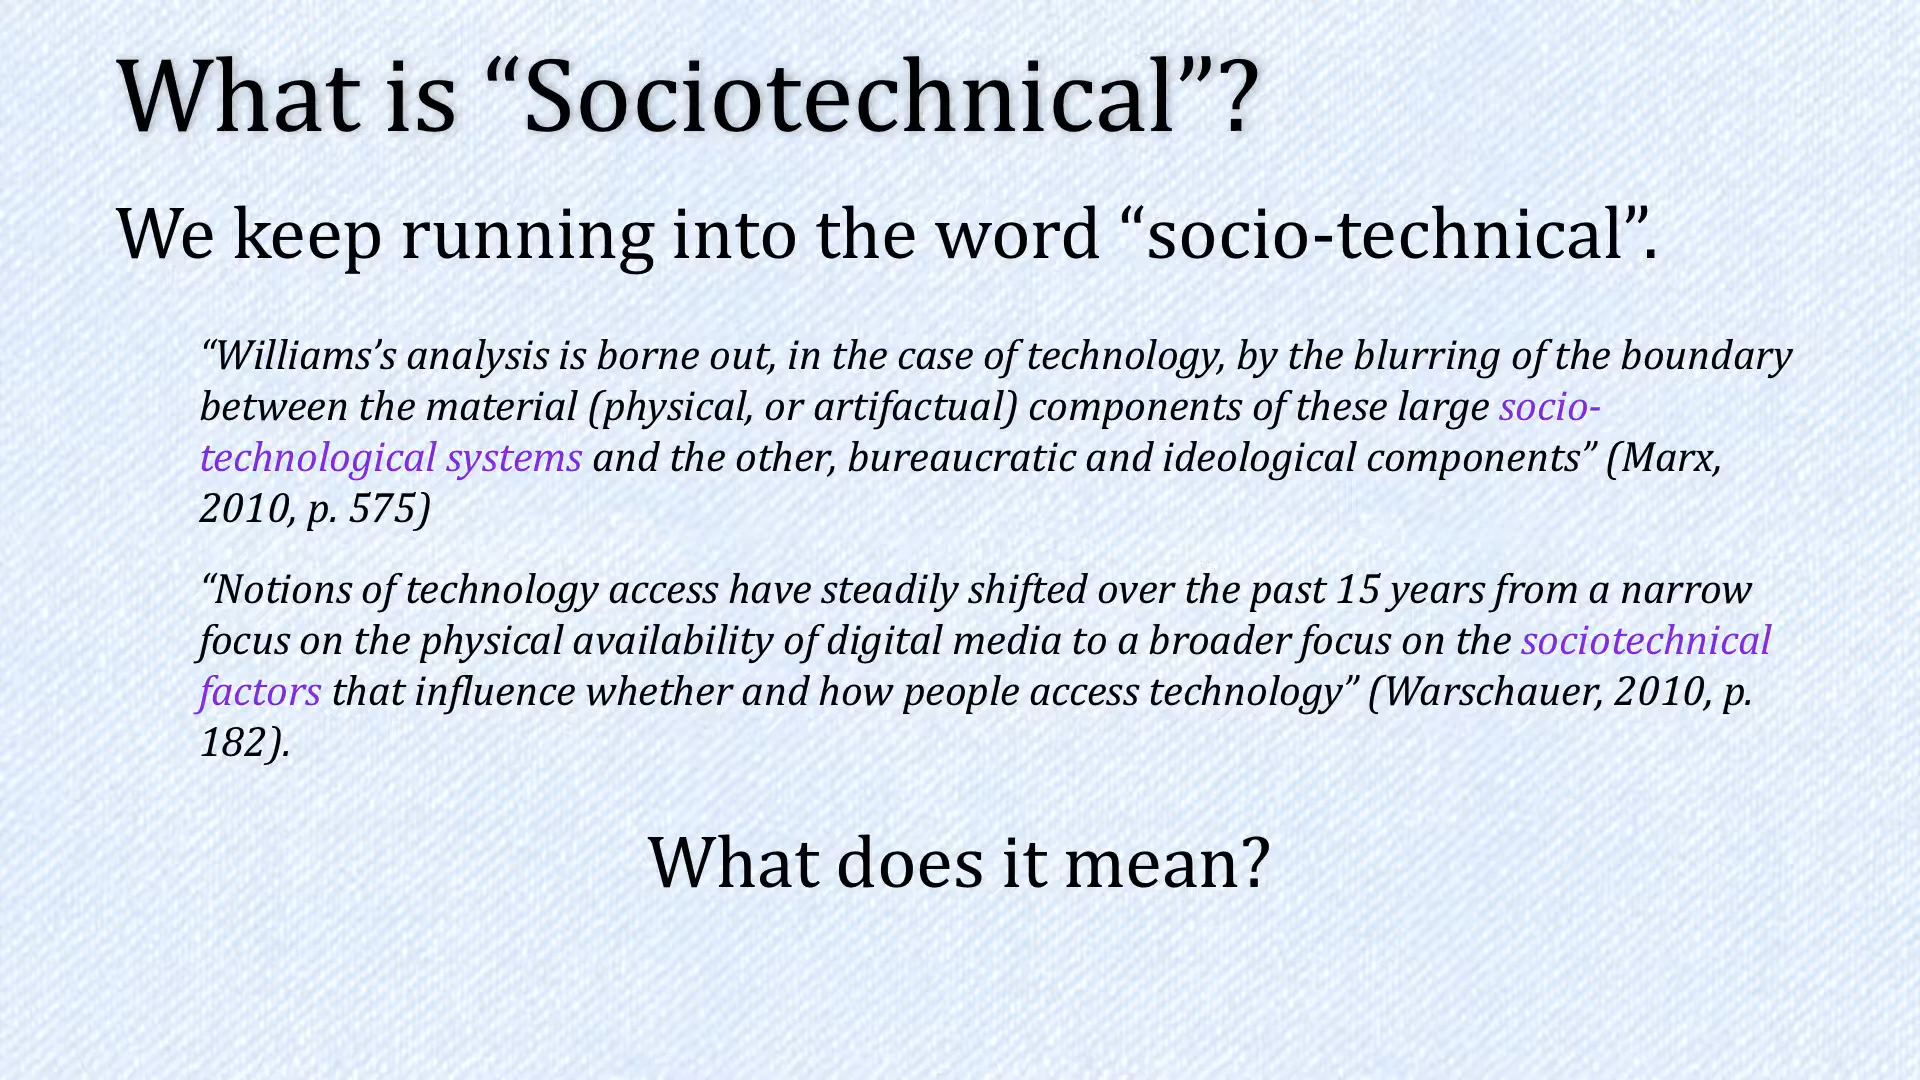 What is “Sociotechnical”?
We keep running into the word “socio-technical”.
“Williams’s analysis is borne out, in the case of technology, by the blurring of the boundary
between the material (physical, or artifactual) components of these large socio-
technological systems and the other, bureaucratic and ideological components” (Marx,
2010, p. 575)
“Notions of technology access have steadily shifted over the past 15 years from a narrow
focus on the physical availability of digital media to a broader focus on the sociotechnical
factors that influence whether and how people access technology” (Warschauer, 2010, p.
182).
What does it mean?